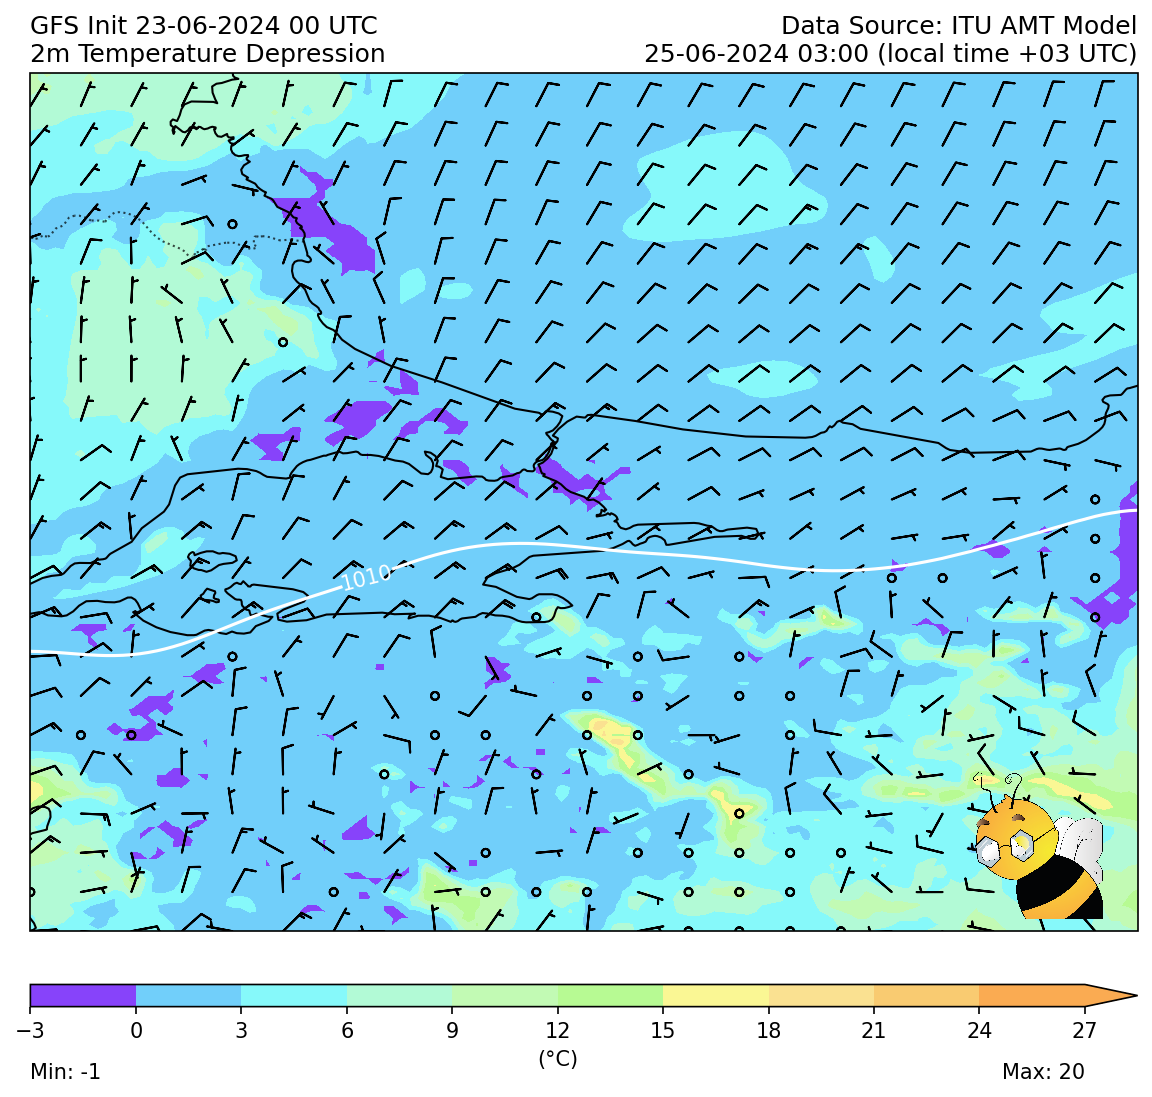 GFS Init 23-06-2024 00 UTC
Data Source: ITU AMT Model
2m Temperature Depression
25-06-2024 03:00 (local time +03 UTC)
1010
−3 0 3 6 9 12 15 18 21 24 27
(°C)
Min: -1
Max: 20